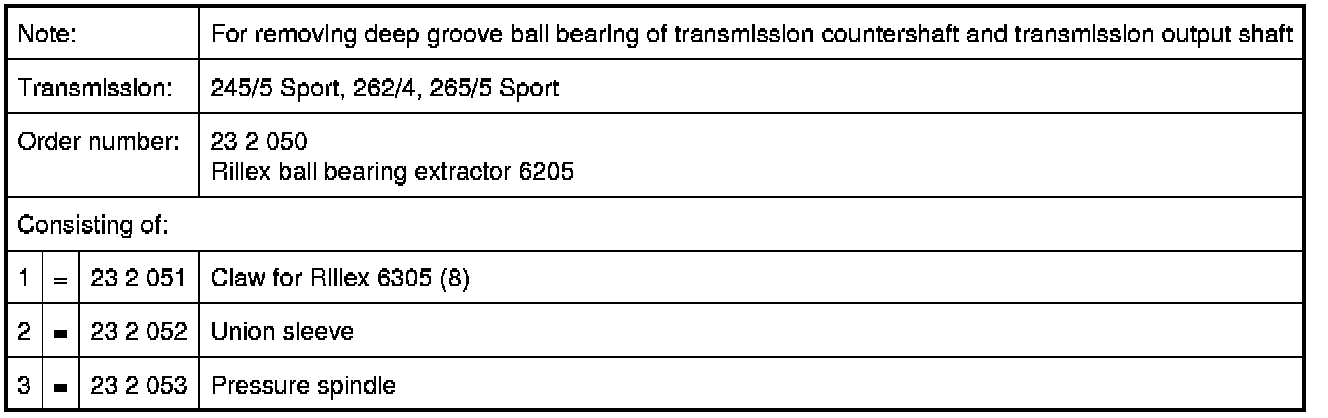 Note: For removing deep groove ball bearing of transmission countershaft and transmission output shaft
Transmission: 245/5 Sport, 262/4, 265/5 Sport
Order number: 23 2 050
Rillex ball bearing extractor 6205
Consisting of:
1 = 23 2 051 Claw for Rillex 6305 (8)
2 = 23 2 052 Union sleeve
3 = 23 2 053 Pressure spindle